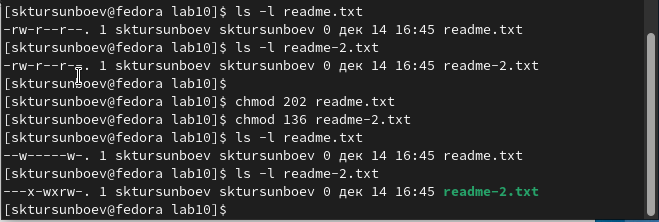 [sktursunboev@fedora lab10]$ ls -l readme.txt
-rw-r--r--. 1 sktursunboev sktursunboev 0 дек 14 16:45 readme.txt
[sktursunboev@fedora lab10]$ ls -l readme-2.txt
-rw-r--r--. 1 sktursunboev sktursunboev 0 дек 14 16:45 readme-2.txt
[sktursunboev@fedora lab10]$
[sktursunboev@fedora lab10]$ chmod 202 readme.txt
[sktursunboev@fedora lab10]$ chmod 136 readme-2.txt
[sktursunboev@fedora lab10]$ ls -l readme.txt
--w-----w-. 1 sktursunboev sktursunboev 0 дек 14 16:45 readme.txt
[sktursunboev@fedora lab10]$ ls -l readme-2.txt
---x-wxrw-. 1 sktursunboev sktursunboev 0 дек 14 16:45 readme-2.txt
[sktursunboev@fedora lab10]$